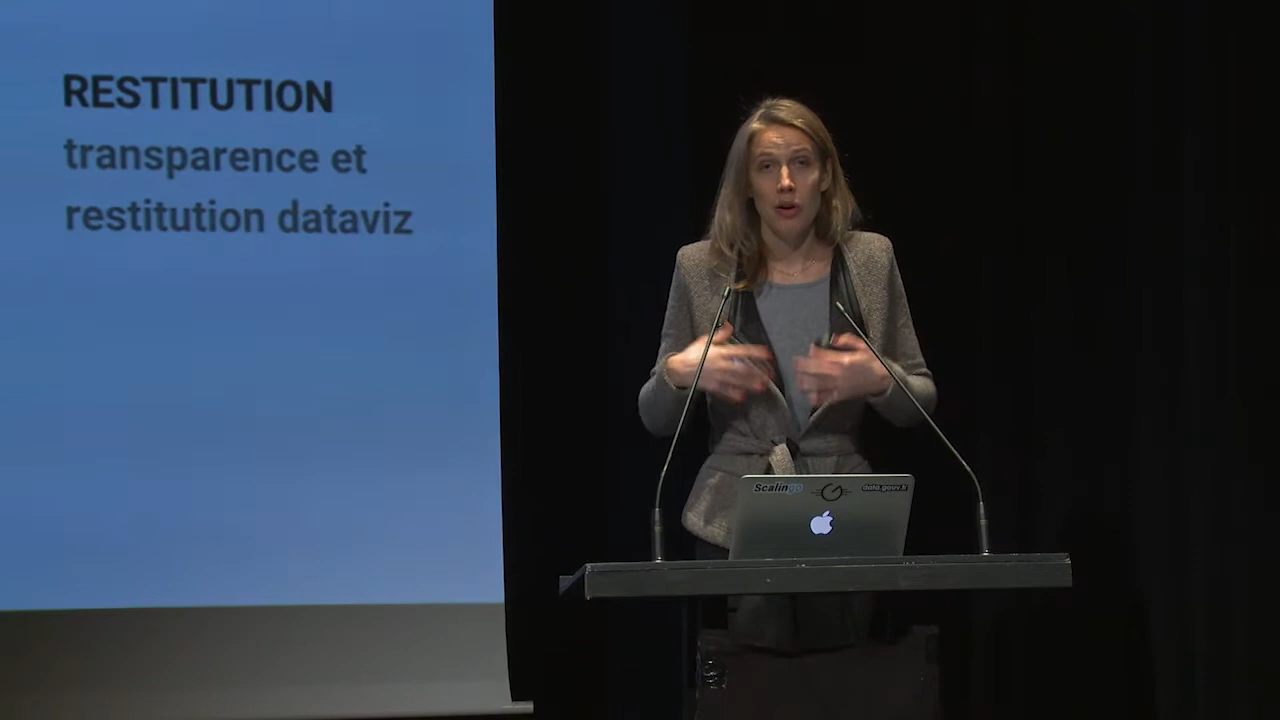 RESTITUTION
transparence et
restitution dataviz
Scalingo
data.gouv.fr